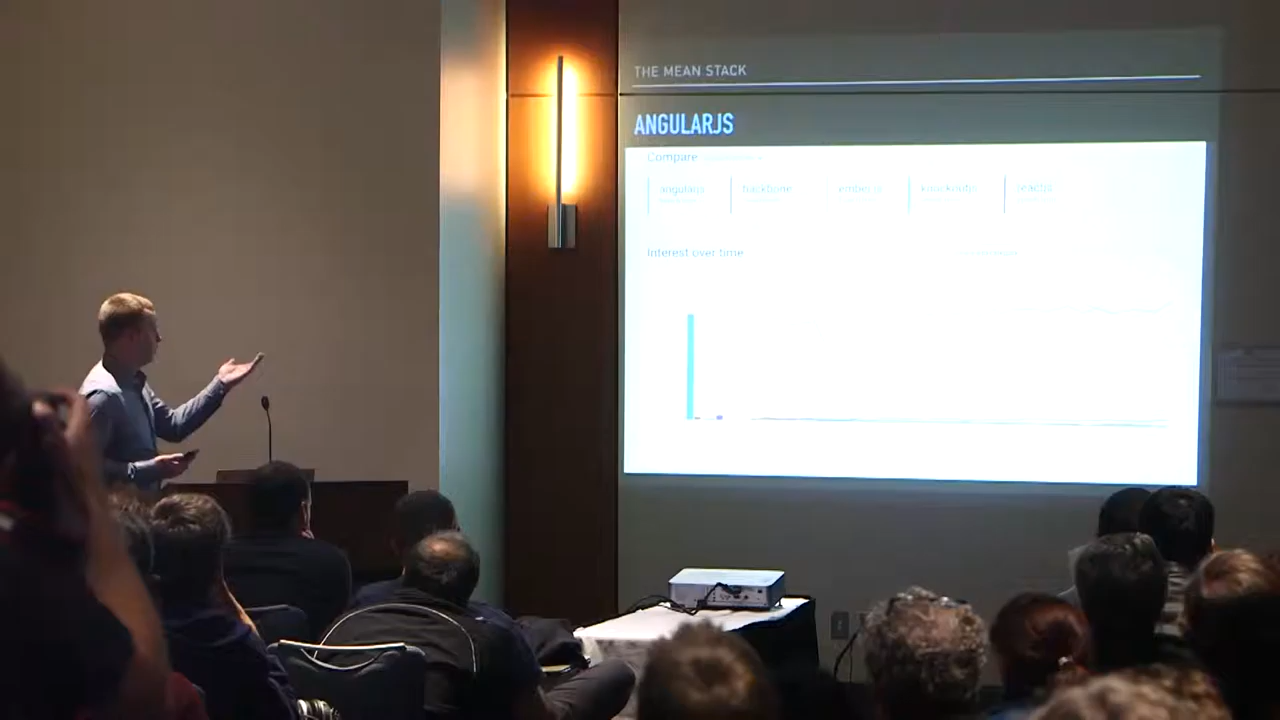 THE MEAN STACK
ANGULARJS
Compare
angularjs backbone emberjs knockoutjs reactjs
Interest over time